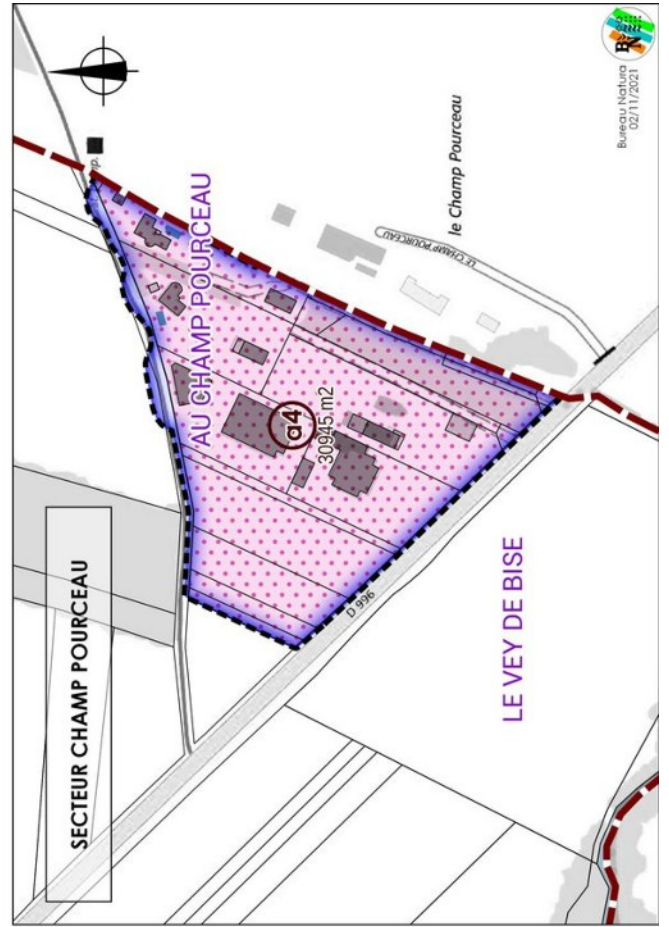 SECTEUR CHAMP POURCEAU
AU CHAMP POURCEAU
a4
30945 m2
D 996
LE VEY DE BISE
le Champ Pourceau
LE CHAMP POURCEAU
BN
Bureau Natura
02/11/2021